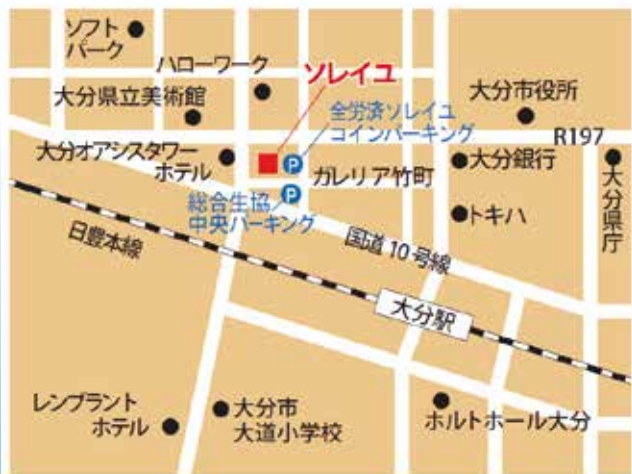 ソフト
パーク
ハローワーク
ソレイユ
大分県立美術館
全労済ソレイユ
コインパーキング
大分市役所
R197
大分オアシスタワー
ホテル
P
ガレリア竹町
大分銀行
大分県庁
総合生協
中央パーキング
P
トキハ
日豊本線
国道10号線
大分駅
レンブラント
ホテル
大分市
大道小学校
ホルトホール大分